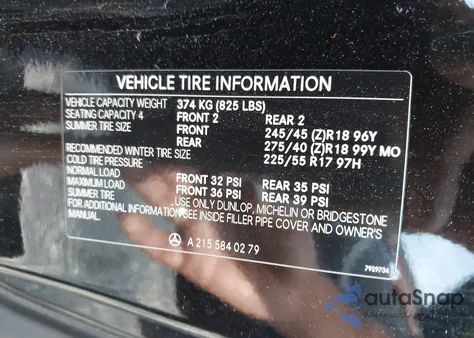 VEHICLE TIRE INFORMATION
VEHICLE CAPACITY WEIGHT 374 KG (825 LBS)
SEATING CAPACITY 4 FRONT 2 REAR 2
SUMMER TIRE SIZE FRONT 245/45 (Z)R18 96Y
REAR 275/40 (Z)R18 99Y MO
RECOMMENDED WINTER TIRE SIZE 225/55 R17 97H
COLD TIRE PRESSURE
NORMAL LOAD FRONT 32 PSI REAR 35 PSI
MAXIMUM LOAD FRONT 36 PSI REAR 39 PSI
SUMMER TIRE USE ONLY DUNLOP, MICHELIN OR BRIDGESTONE
FOR ADDITIONAL INFORMATION SEE INSIDE FILLER PIPE COVER AND OWNER'S
MANUAL
A 215 584 02 79
7929734
autaSnap